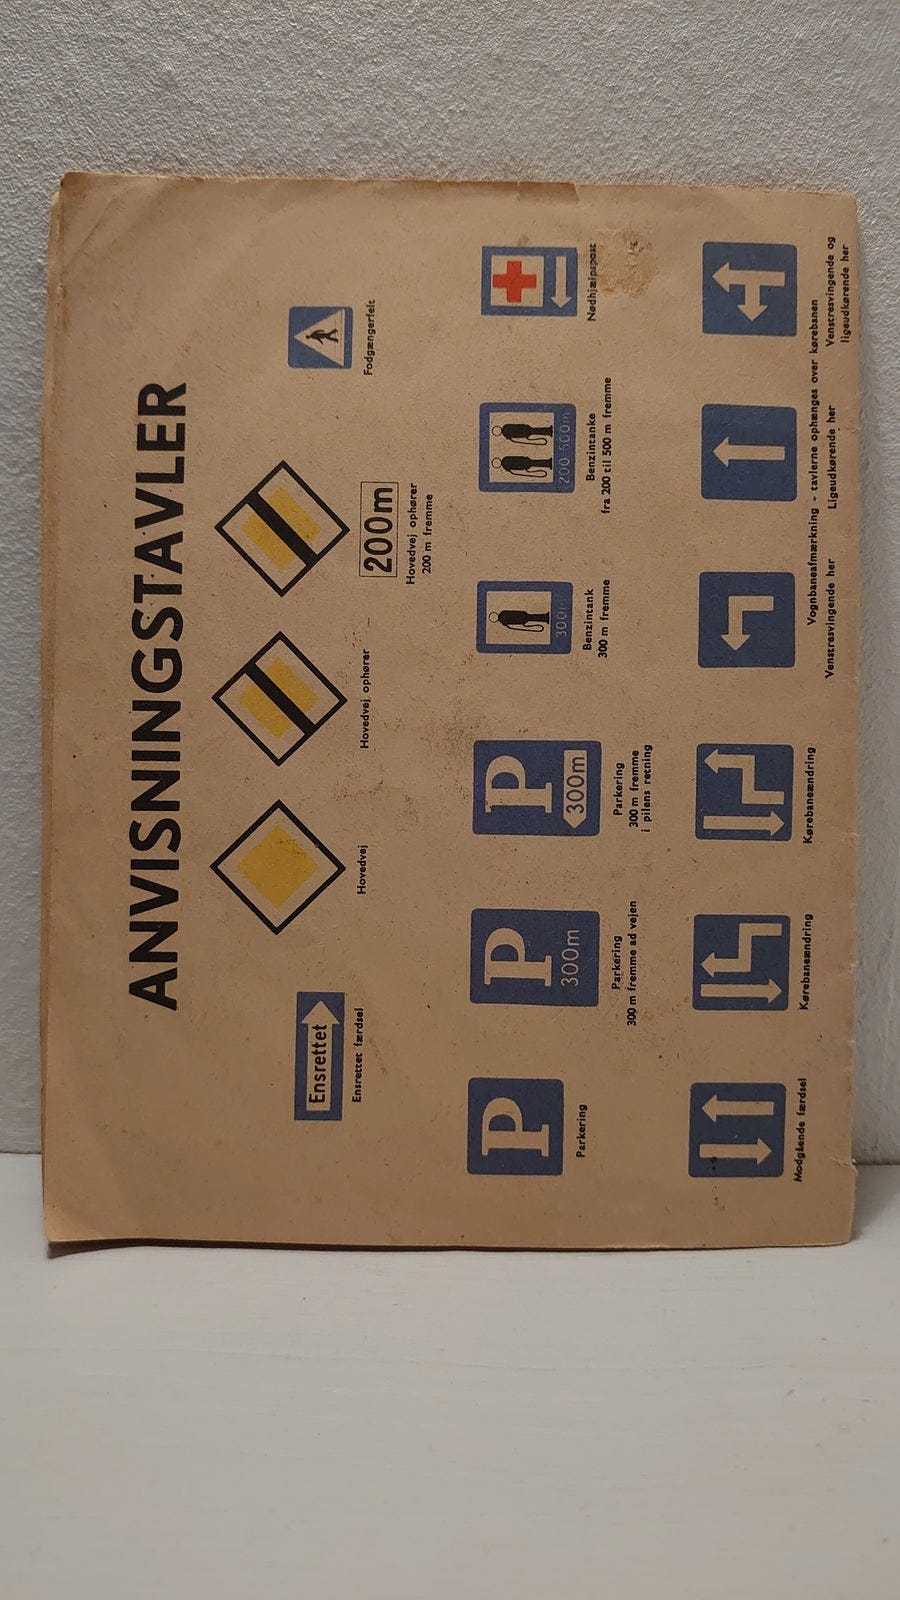 ANVISNINGSTAVLER
Ensrettet
Ensrettet færdsel
Hovedvej
Hovedvej ophører
200m
Hovedvej ophører
200 m fremme
Fodgængerfelt
P
Parkering
P
300m
Parkering
300 m fremme ad vejen
P
300m
Parkering
300 m fremme
i pilens retning
300m
Benzintank
300 m fremme
200 500m
Benzintanke
fra 200 til 500 m fremme
Nødhjælpspost
Modgående færdsel
Kørebaneændring
Kørebaneændring
Vognbaneafmærkning - tavlerne ophænges over kørebanen
Venstresvingende her
Ligeudkørende her
Venstresvingende og
ligeudkørende her